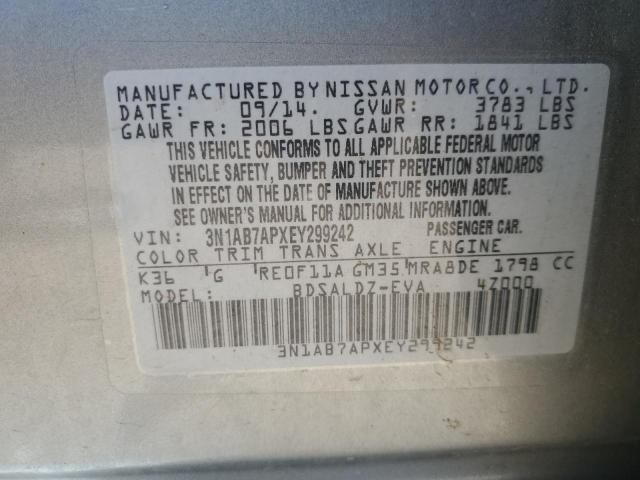 MANUFACTURED BY NISSAN MOTOR CO., LTD.
DATE: 09/14. GVWR: 3783 LBS
GAWR FR: 2006 LBS GAWR RR: 1841 LBS
THIS VEHICLE CONFORMS TO ALL APPLICABLE FEDERAL MOTOR
VEHICLE SAFETY, BUMPER AND THEFT PREVENTION STANDARDS
IN EFFECT ON THE DATE OF MANUFACTURE SHOWN ABOVE.
SEE OWNER'S MANUAL FOR ADDITIONAL INFORMATION.
VIN: 3N1AB7APXEY299242 PASSENGER CAR.
COLOR TRIM TRANS AXLE ENGINE
K36 G RE0F11A GM35 MRA8DE 1798 CC
MODEL: BDSALDZ-EVA 4Z000
3N1AB7APXEY299242